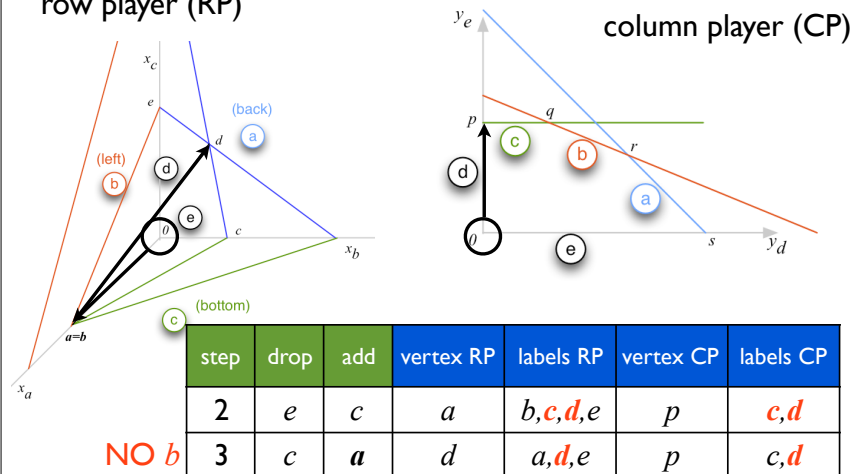 row player (RP)
column player (CP)
x_c
e
(back)
a
d
(left)
b
d
e
0
c
x_b
c
(bottom)
a=b
x_a
y_e
p
q
c
b
r
d
a
0
e
s
y_d
step drop add vertex RP labels RP vertex CP labels CP
2 e c a b,c,d,e p c,d
NO b 3 c a d a,d,e p c,d